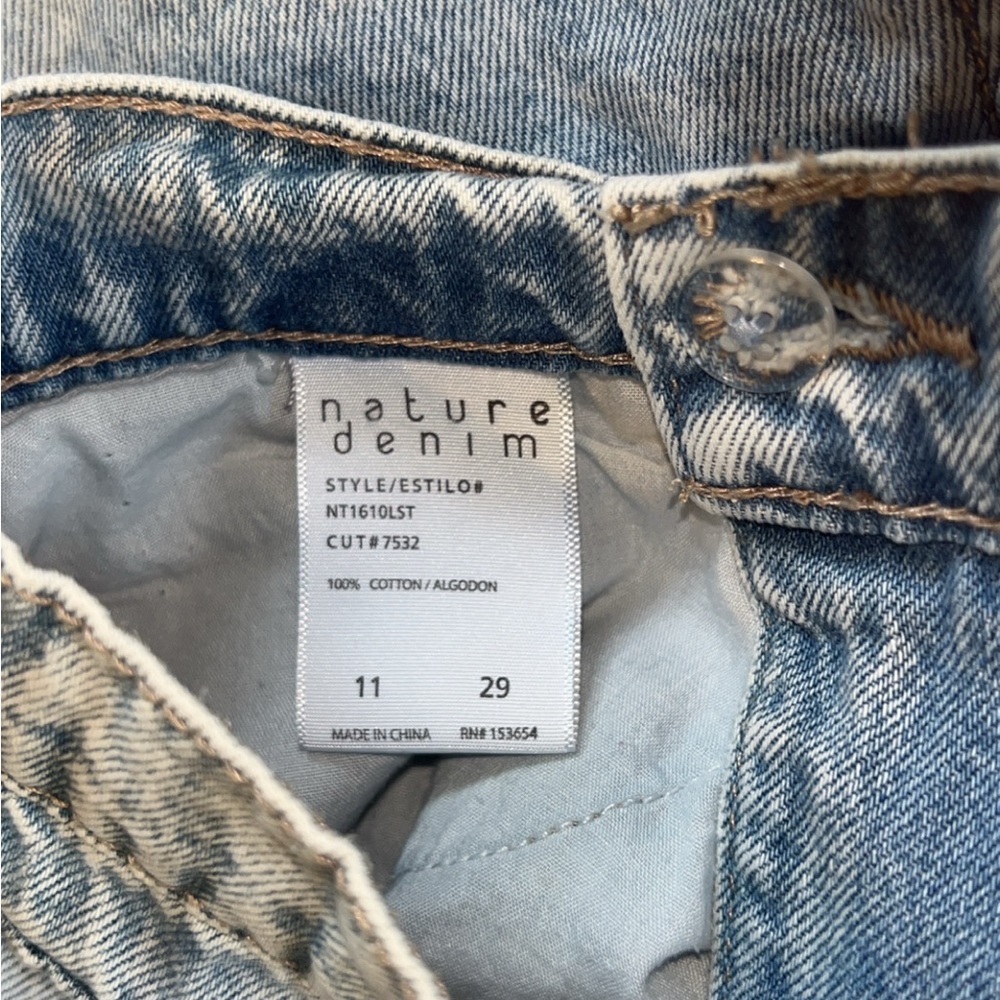 nature
denim
STYLE/ESTILO#
NT1610LST
CUT#7532
100% COTTON/ALGODON
11 29
MADE IN CHINA RN# 153654